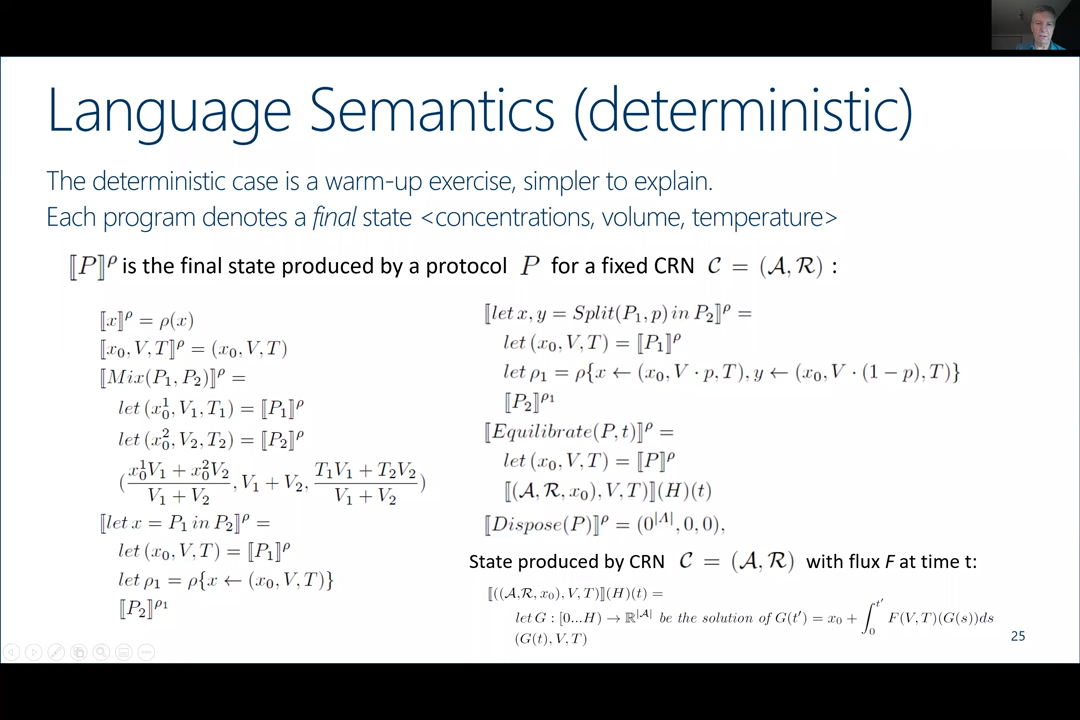 Language Semantics (deterministic)
The deterministic case is a warm-up exercise, simpler to explain.
Each program denotes a final state <concentrations, volume, temperature>
⟦P⟧^ρ is the final state produced by a protocol P for a fixed CRN 𝒞 = (𝒜, ℛ) :
⟦x⟧^ρ = ρ(x)
⟦x₀, V, T⟧^ρ = (x₀, V, T)
⟦Mix(P₁, P₂)⟧^ρ =
let (x₀¹, V₁, T₁) = ⟦P₁⟧^ρ
let (x₀², V₂, T₂) = ⟦P₂⟧^ρ
((x₀¹V₁ + x₀²V₂)/(V₁ + V₂), V₁ + V₂, (T₁V₁ + T₂V₂)/(V₁ + V₂))
⟦let x = P₁ in P₂⟧^ρ =
let (x₀, V, T) = ⟦P₁⟧^ρ
let ρ₁ = ρ{x ← (x₀, V, T)}
⟦P₂⟧^ρ₁
⟦let x, y = Split(P₁, p) in P₂⟧^ρ =
let (x₀, V, T) = ⟦P₁⟧^ρ
let ρ₁ = ρ{x ← (x₀, V · p, T), y ← (x₀, V · (1 − p), T)}
⟦P₂⟧^ρ₁
⟦Equilibrate(P, t)⟧^ρ =
let (x₀, V, T) = ⟦P⟧^ρ
⟦(𝒜, ℛ, x₀), V, T)⟧(H)(t)
⟦Dispose(P)⟧^ρ = (0^|Λ|, 0, 0),
State produced by CRN 𝒞 = (𝒜, ℛ) with flux F at time t:
⟦((𝒜,ℛ, x₀), V, T)⟧(H)(t) =
let G : [0...H) → ℝ^|𝒜| be the solution of G(t′) = x₀ + ∫₀^t′ F(V, T)(G(s))ds
(G(t), V, T)
25